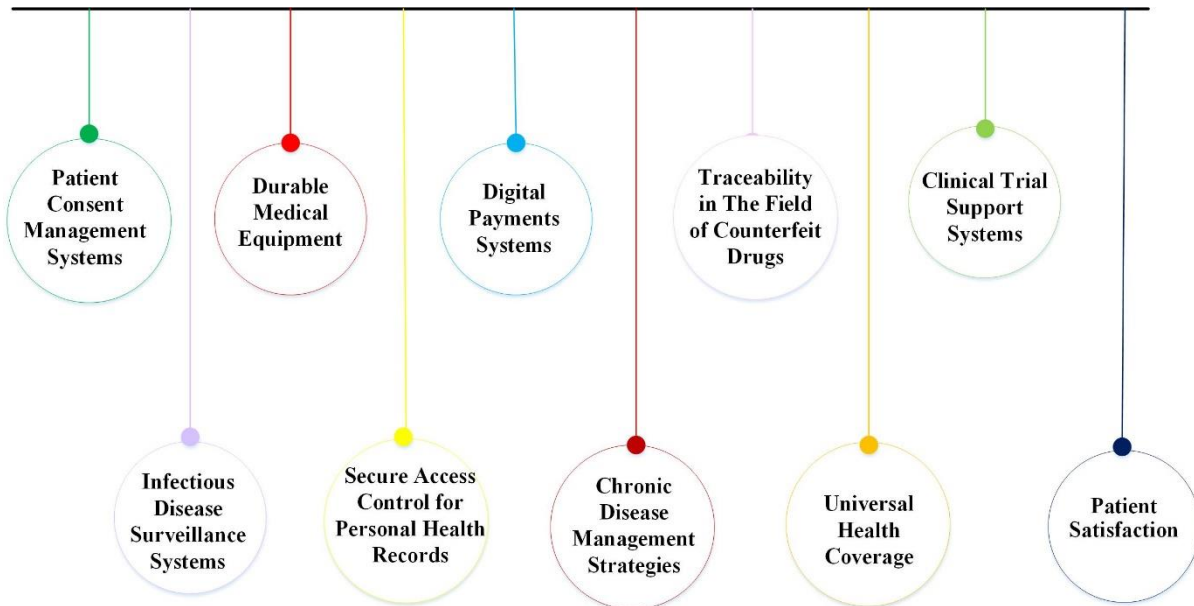 Patient
Consent
Management
Systems
Durable
Medical
Equipment
Digital
Payments
Systems
Traceability
in The Field
of Counterfeit
Drugs
Clinical Trial
Support
Systems
Infectious
Disease
Surveillance
Systems
Secure Access
Control for
Personal Health
Records
Chronic
Disease
Management
Strategies
Universal
Health
Coverage
Patient
Satisfaction